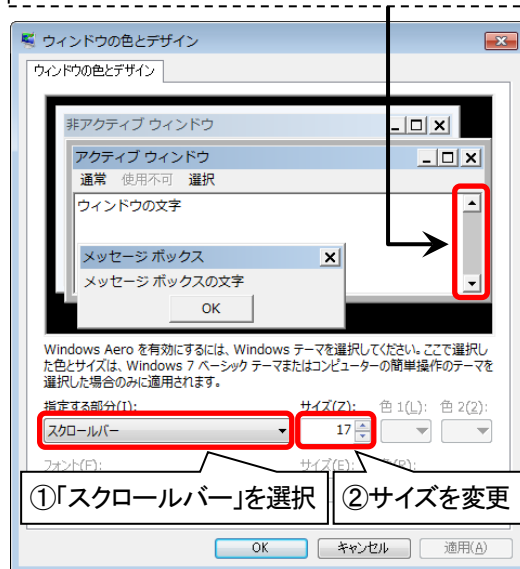 ウィンドウの色とデザイン
ウィンドウの色とデザイン
非アクティブ ウィンドウ
アクティブ ウィンドウ
通常 使用不可 選択
ウィンドウの文字
メッセージ ボックス
メッセージ ボックスの文字
OK
Windows Aero を有効にするには、Windows テーマを選択してください。ここで選択し
た色とサイズは、Windows 7 ベーシック テーマまたはコンピューターの簡単操作のテーマを
選択した場合のみに適用されます。
指定する部分(I): サイズ(Z): 色 1(L): 色 2(2):
スクロールバー 17
フォント(F): サイズ(E):
①「スクロールバー」を選択 ②サイズを変更
OK キャンセル 適用(A)